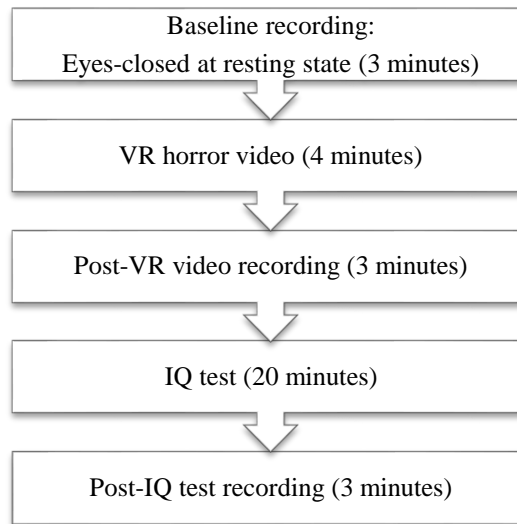 Baseline recording:
Eyes-closed at resting state (3 minutes)
VR horror video (4 minutes)
Post-VR video recording (3 minutes)
IQ test (20 minutes)
Post-IQ test recording (3 minutes)